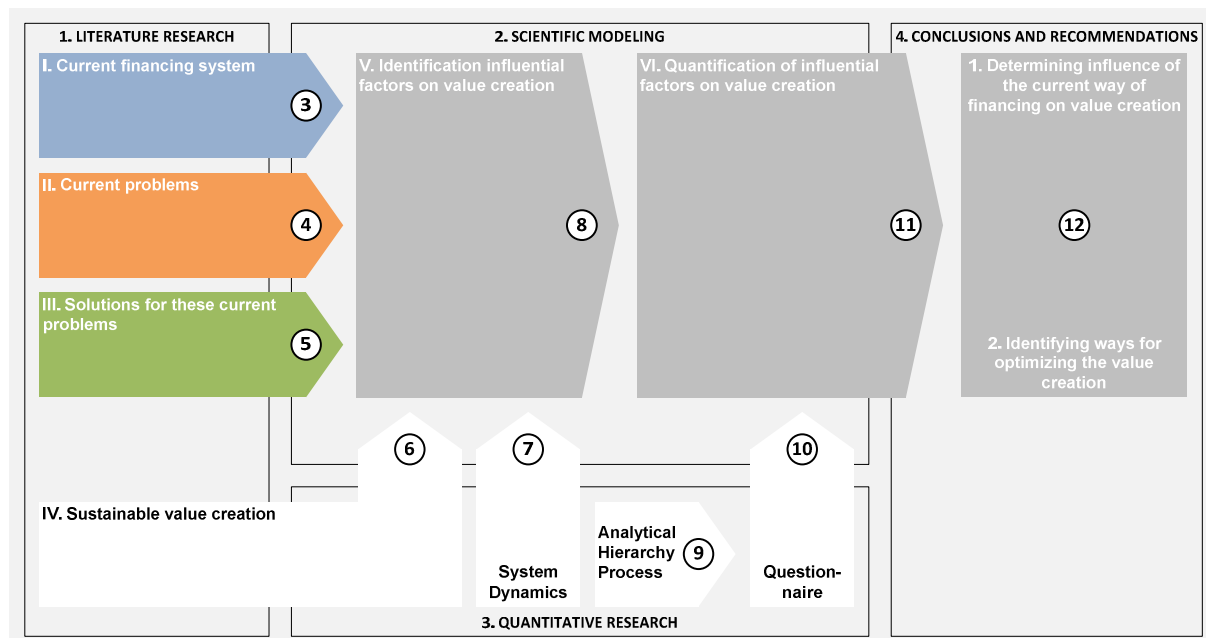 1. LITERATURE RESEARCH
2. SCIENTIFIC MODELING
4. CONCLUSIONS AND RECOMMENDATIONS
I. Current financing system
3
II. Current problems
4
III. Solutions for these current
problems
5
V. Identification influential
factors on value creation
8
VI. Quantification of influential
factors on value creation
11
1. Determining influence of
the current way of
financing on value creation
12
2. Identifying ways for
optimizing the value
creation
6
7
10
IV. Sustainable value creation
System
Dynamics
Analytical
Hierarchy
Process
9
Question-
naire
3. QUANTITATIVE RESEARCH